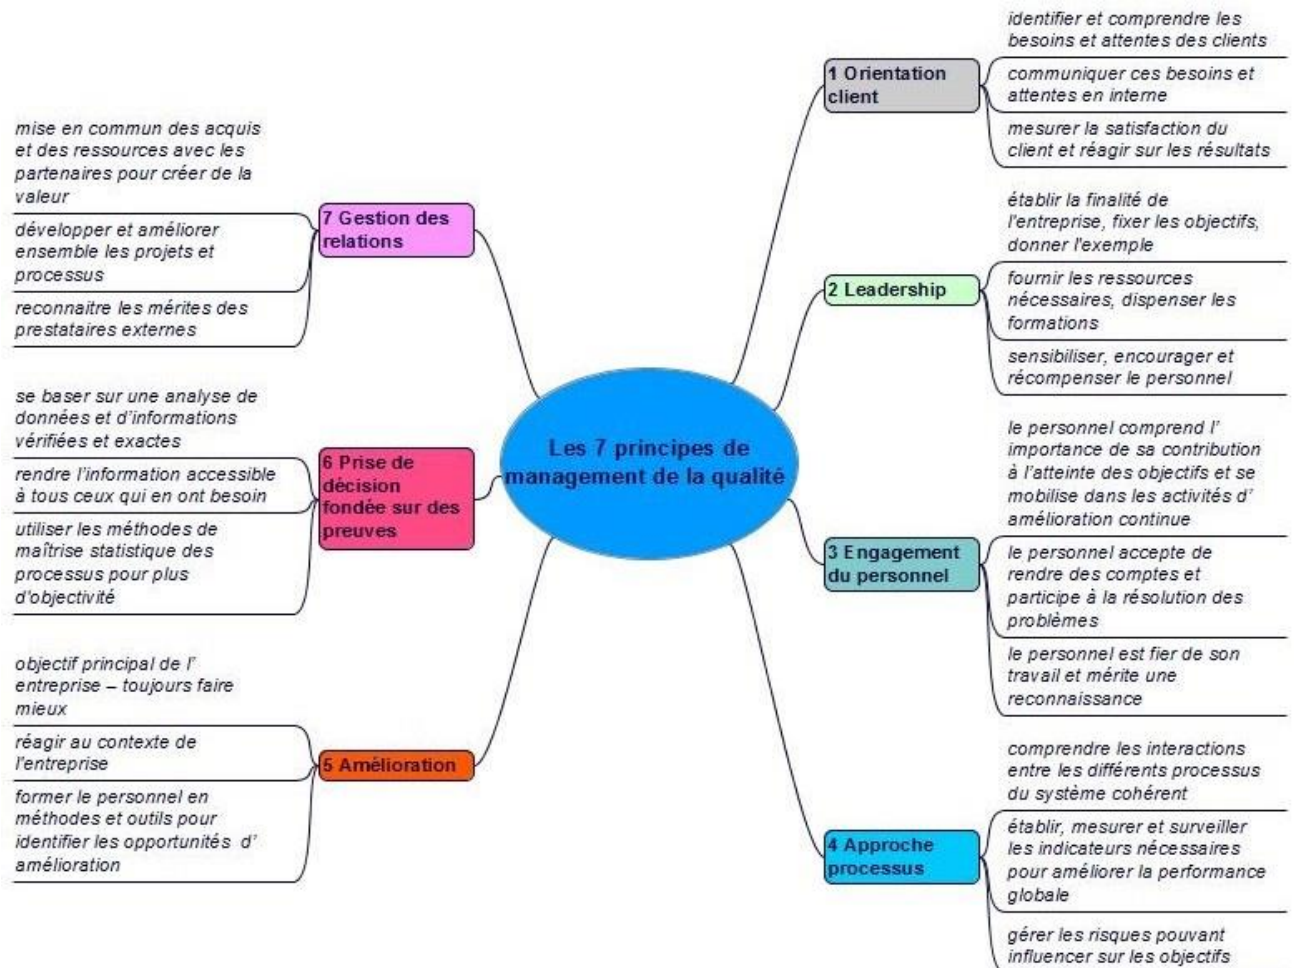 Les 7 principes de
management de la qualité
1 Orientation
client
identifier et comprendre les
besoins et attentes des clients
communiquer ces besoins et
attentes en interne
mesurer la satisfaction du
client et réagir sur les résultats
2 Leadership
établir la finalité de
l'entreprise, fixer les objectifs,
donner l'exemple
fournir les ressources
nécessaires, dispenser les
formations
sensibiliser, encourager et
récompenser le personnel
3 Engagement
du personnel
le personnel comprend l’
importance de sa contribution
à l’atteinte des objectifs et se
mobilise dans les activités d’
amélioration continue
le personnel accepte de
rendre des comptes et
participe à la résolution des
problèmes
le personnel est fier de son
travail et mérite une
reconnaissance
4 Approche
processus
comprendre les interactions
entre les différents processus
du système cohérent
établir, mesurer et surveiller
les indicateurs nécessaires
pour améliorer la performance
globale
gérer les risques pouvant
influencer sur les objectifs
5 Amélioration
objectif principal de l’
entreprise – toujours faire
mieux
réagir au contexte de
l'entreprise
former le personnel en
méthodes et outils pour
identifier les opportunités d’
amélioration
6 Prise de
décision
fondée sur des
preuves
se baser sur une analyse de
données et d’informations
vérifiées et exactes
rendre l’information accessible
à tous ceux qui en ont besoin
utiliser les méthodes de
maîtrise statistique des
processus pour plus
d'objectivité
7 Gestion des
relations
mise en commun des acquis
et des ressources avec les
partenaires pour créer de la
valeur
développer et améliorer
ensemble les projets et
processus
reconnaitre les mérites des
prestataires externes